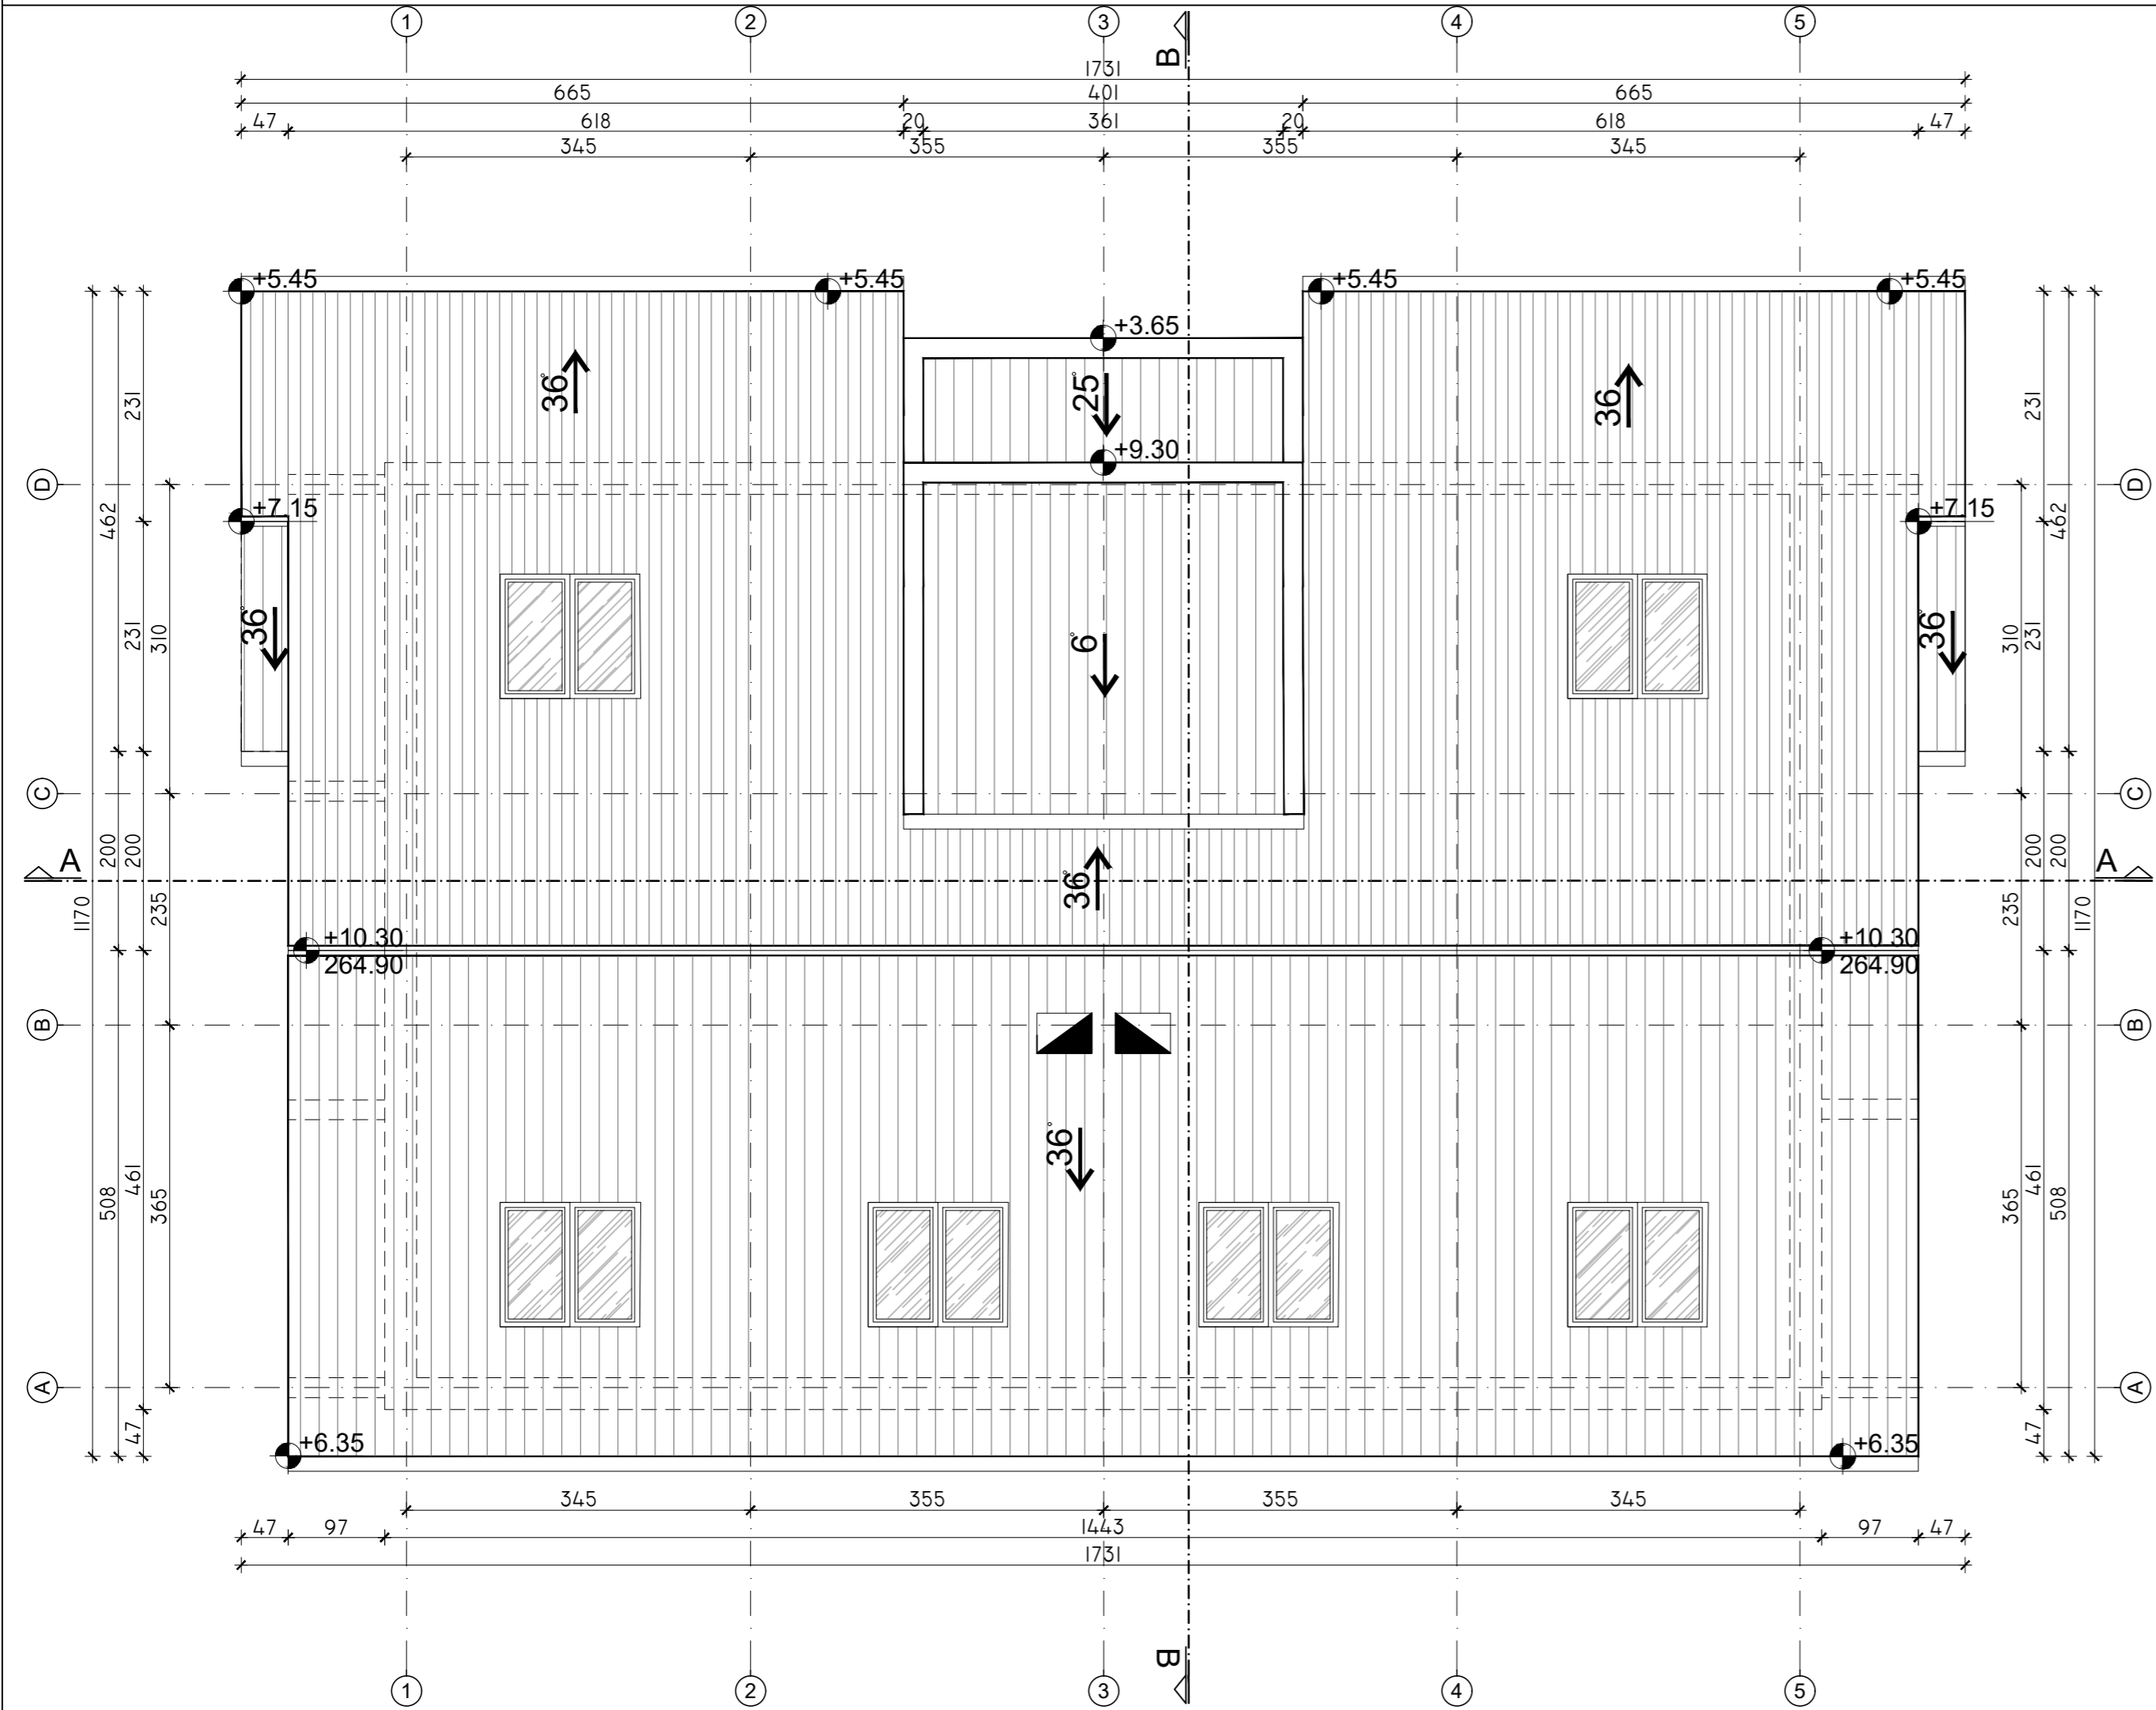 1 2 3 B 4 5
1731
665 401 665
47 618 20 361 20 618 47
345 355 355 345
+5.45 +5.45 +5.45 +5.45
+3.65
231 36° 25° 36° 231
+9.30
D D
462 +7.15 +7.15 462
231 310 36° 6° 36° 310 231
C C
200 200 200 200
A A
36°
1170 235 235 1170
+10.30 +10.30
264.90 264.90
B B
36°
508 461 365 365 461 508
A A
47 +6.35 +6.35 47
345 355 355 345
47 97 1443 97 47
1731
B
1 2 3 4 5